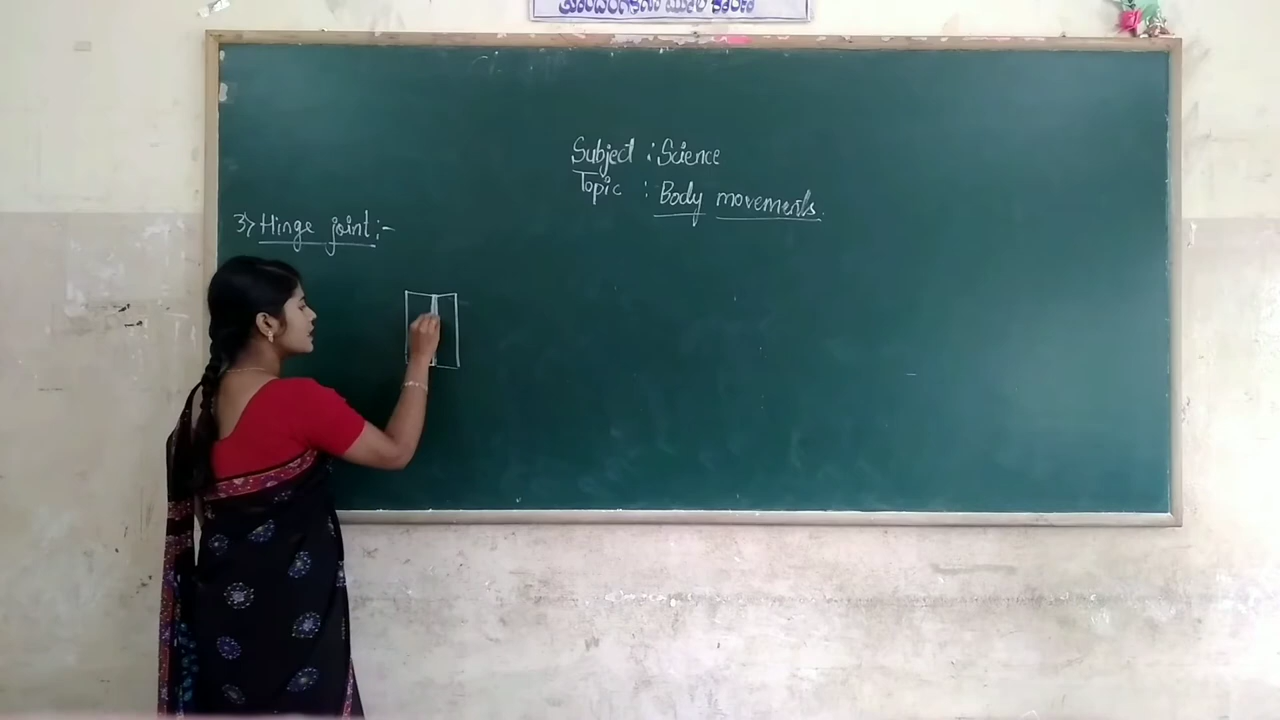 Subject : Science
Topic : Body movements.
3) Hinge joint :-